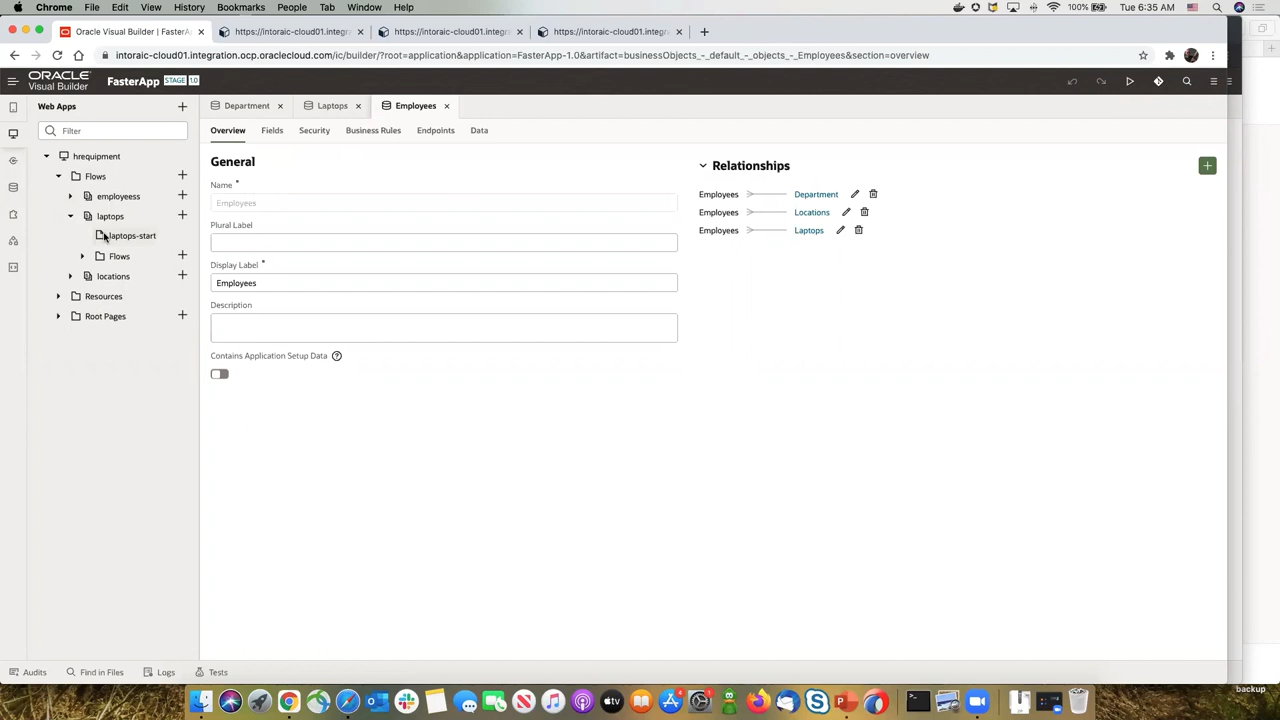 Chrome File Edit View History Bookmarks People Tab Window Help 100% Tue 6:35 AM
Oracle Visual Builder | FasterA × https://intoraic-cloud01.integra × https://intoraic-cloud01.integra × https://intoraic-cloud01.integra × +
intoraic-cloud01.integration.ocp.oraclecloud.com/ic/builder/?root=application&application=FasterApp-1.0&artifact=businessObjects_-_default_-_objects_-_Employees&section=overview
ORACLE
Visual Builder
FasterApp STAGE 1.0
Web Apps
Department × Laptops × Employees ×
Filter
Overview Fields Security Business Rules Endpoints Data
hrequipment
Flows
employeess
laptops
laptops-start
Flows
locations
Resources
Root Pages
General
Name *
Employees
Plural Label
Display Label *
Employees
Description
Contains Application Setup Data ?
Relationships
Employees Department
Employees Locations
Employees Laptops
Audits Find in Files Logs Tests
backup